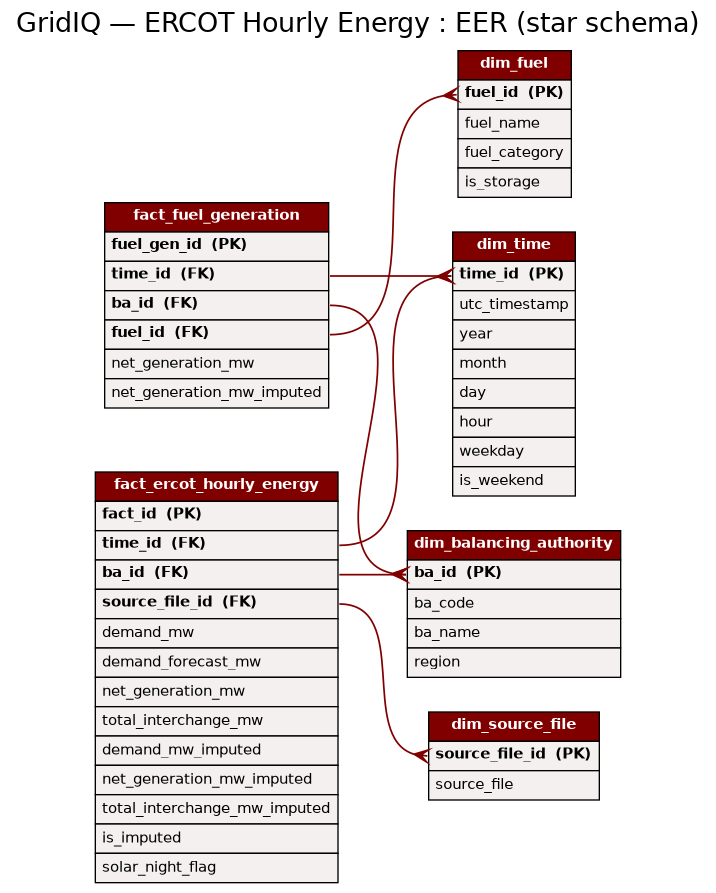 GridIQ — ERCOT Hourly Energy : EER (star schema)
dim_fuel
fuel_id (PK)
fuel_name
fuel_category
is_storage
fact_fuel_generation
fuel_gen_id (PK)
time_id (FK)
ba_id (FK)
fuel_id (FK)
net_generation_mw
net_generation_mw_imputed
dim_time
time_id (PK)
utc_timestamp
year
month
day
hour
weekday
is_weekend
fact_ercot_hourly_energy
fact_id (PK)
time_id (FK)
ba_id (FK)
source_file_id (FK)
demand_mw
demand_forecast_mw
net_generation_mw
total_interchange_mw
demand_mw_imputed
net_generation_mw_imputed
total_interchange_mw_imputed
is_imputed
solar_night_flag
dim_balancing_authority
ba_id (PK)
ba_code
ba_name
region
dim_source_file
source_file_id (PK)
source_file